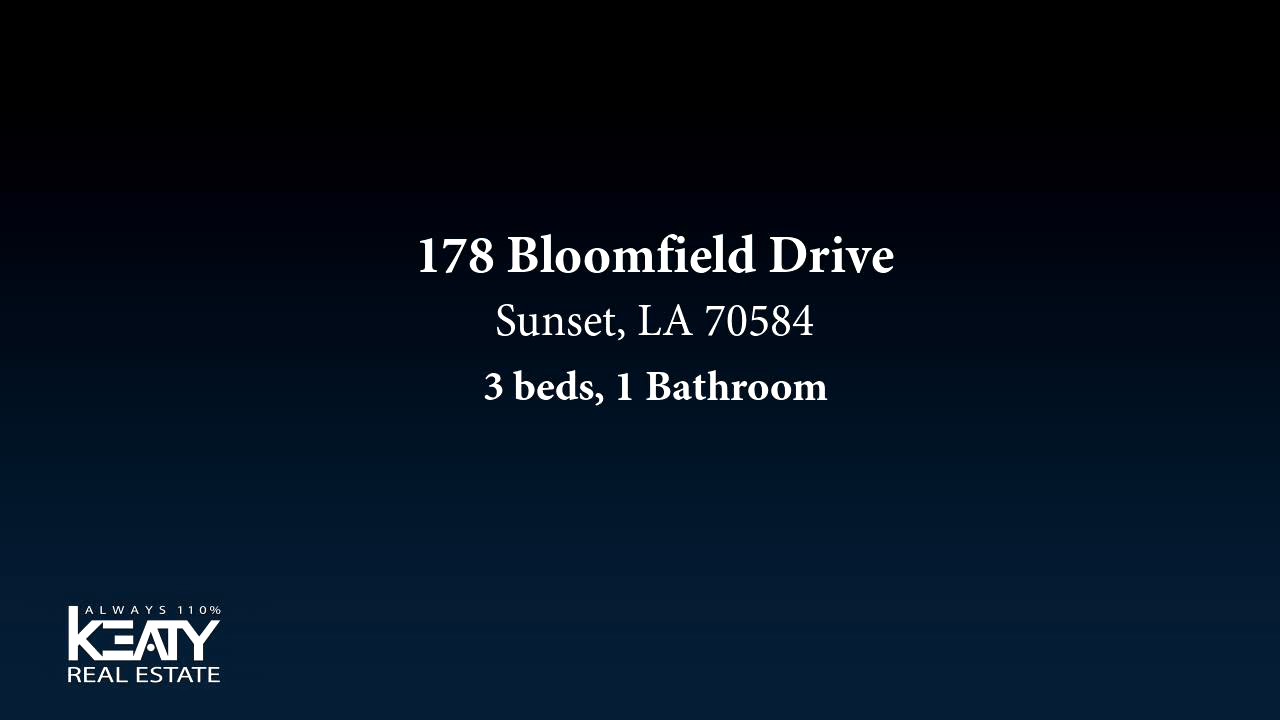 178 Bloomfield Drive
Sunset, LA 70584
3 beds, 1 Bathroom
ALWAYS 110%
KEATY
REAL ESTATE